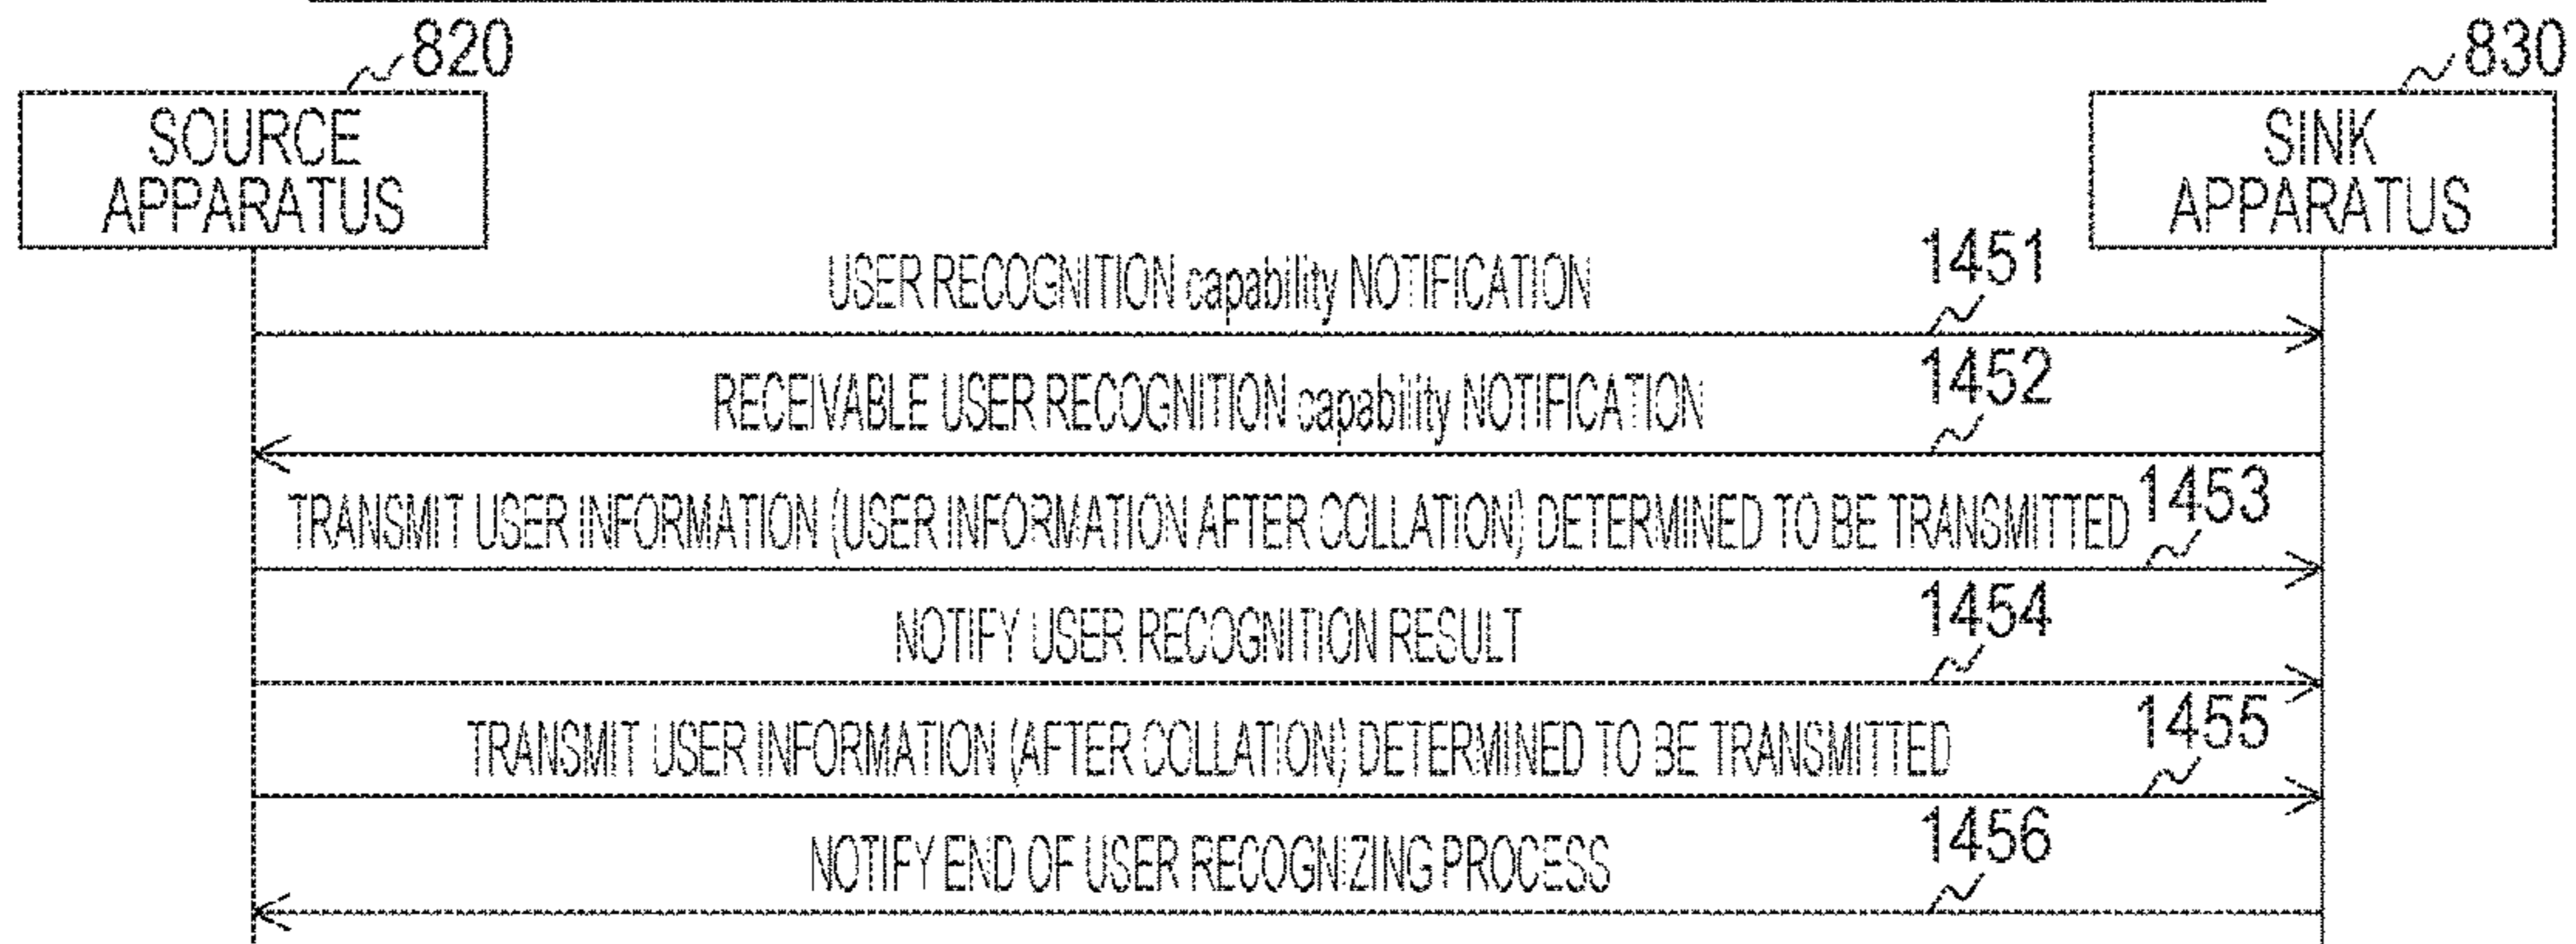 820
830
SOURCE
APPARATUS
SINK
APPARATUS
USER RECOGNITION capability NOTIFICATION
1451
RECEIVABLE USER RECOGNITION capability NOTIFICATION
1452
TRANSMIT USER INFORMATION (USER INFORMATION AFTER COLLATION) DETERMINED TO BE TRANSMITTED
1453
NOTIFY USER RECOGNITION RESULT
1454
TRANSMIT USER INFORMATION (AFTER COLLATION) DETERMINED TO BE TRANSMITTED
1455
NOTIFY END OF USER RECOGNIZING PROCESS
1456